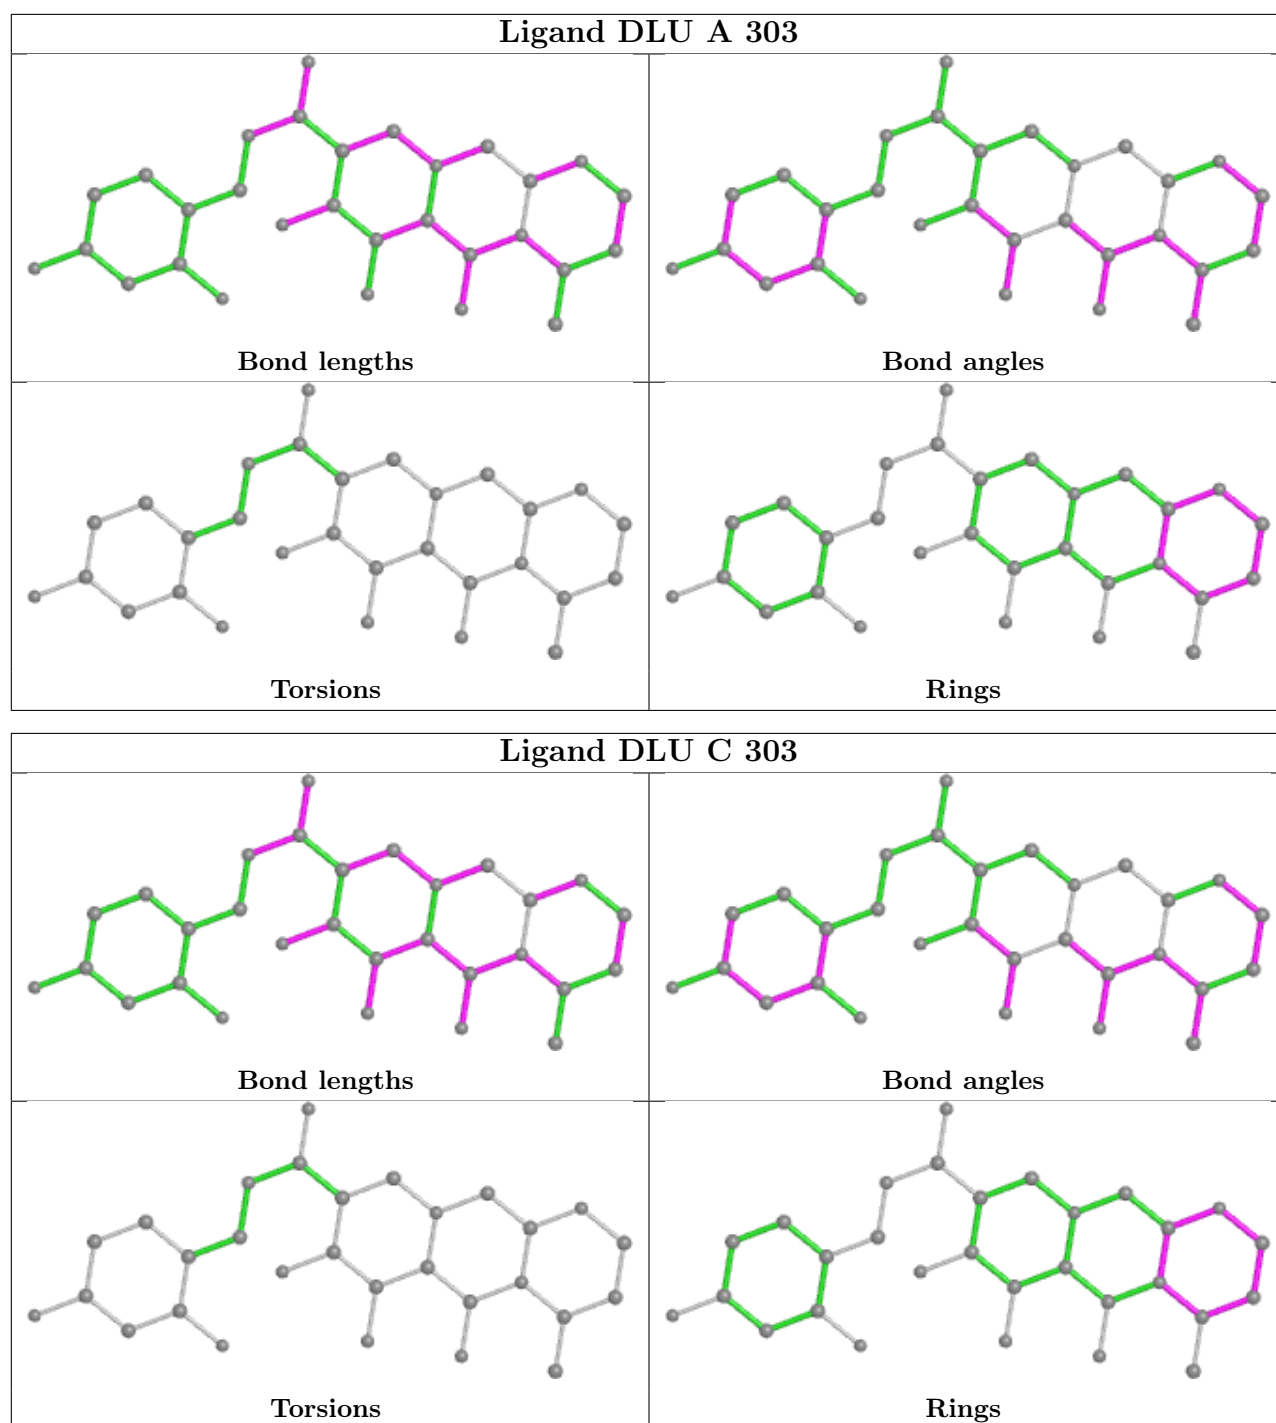 Ligand DLU A 303
Bond lengths
Bond angles
Torsions
Rings
Ligand DLU C 303
Bond lengths
Bond angles
Torsions
Rings